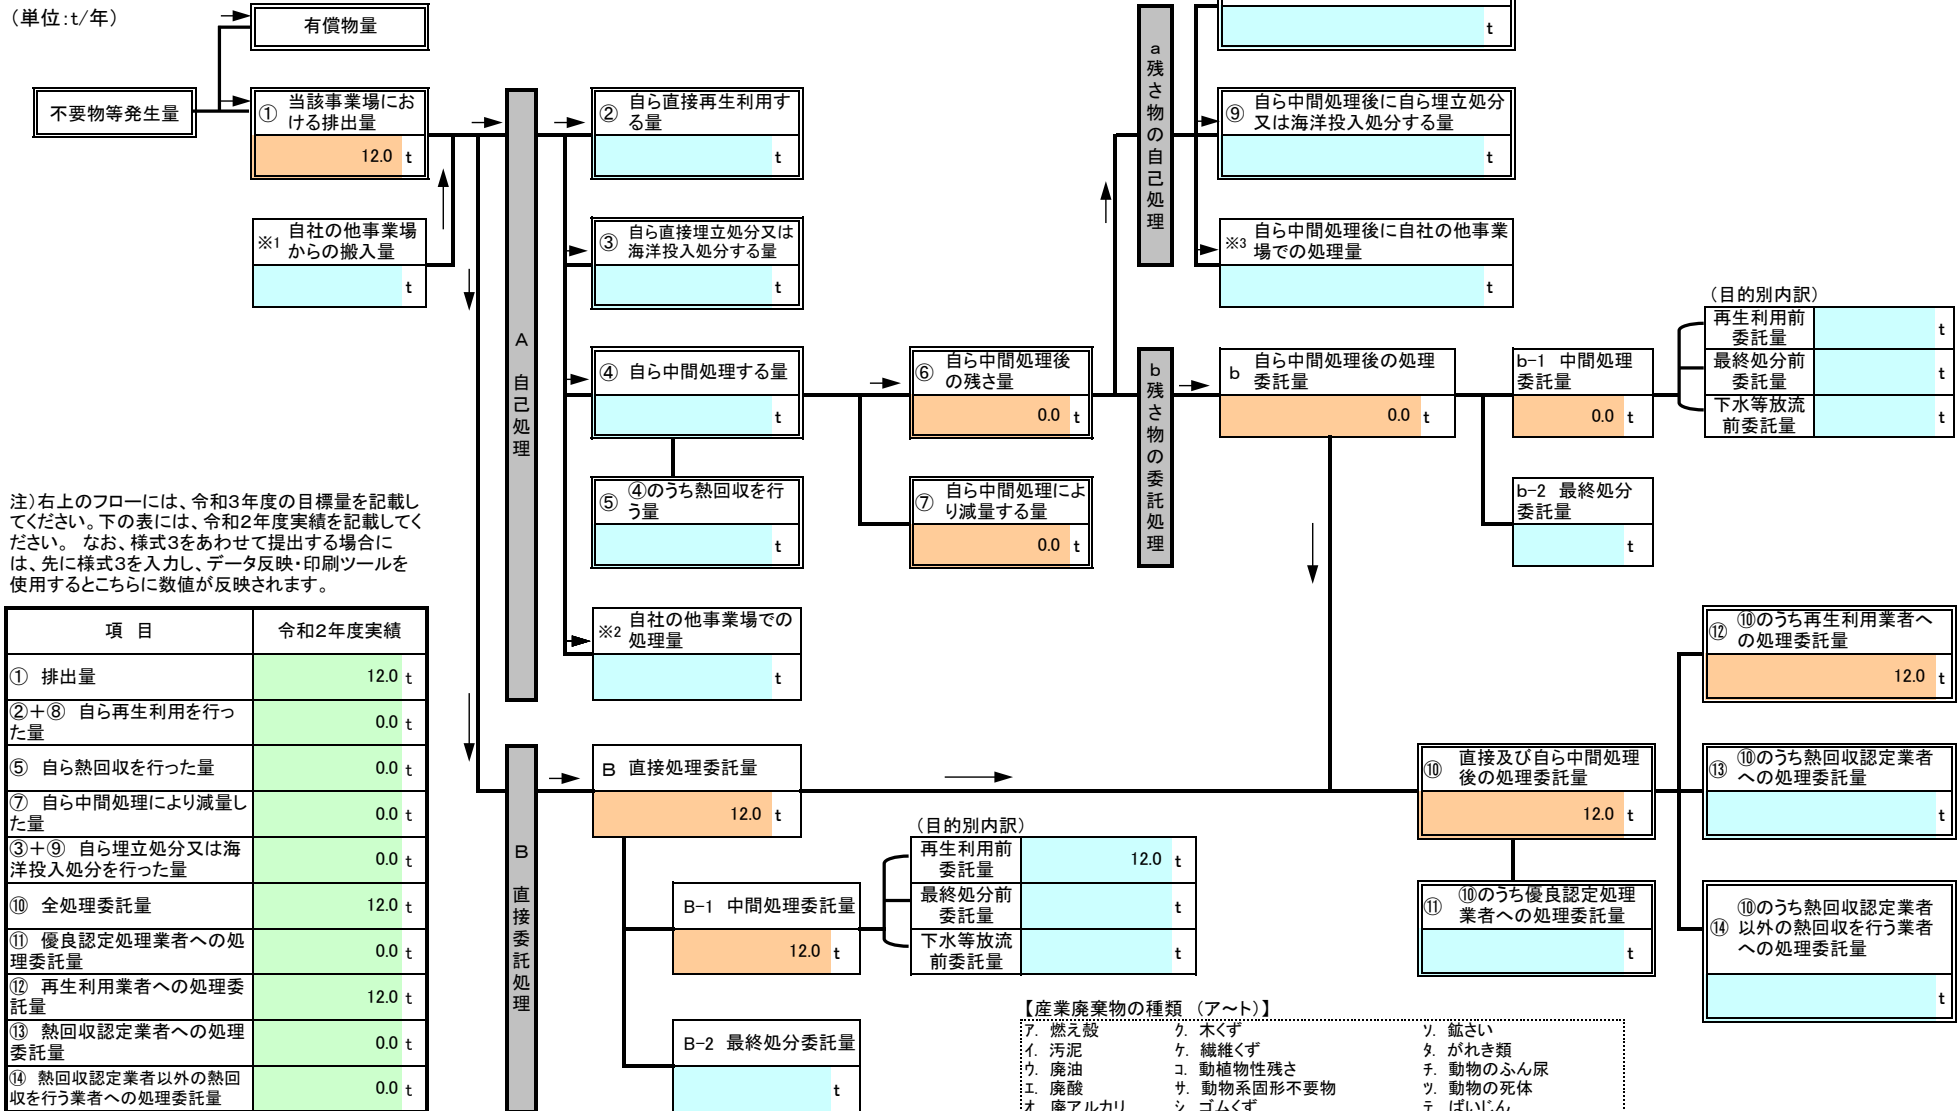 （単位：t/年）
有償物量
不要物等発生量
① 当該事業場における排出量
12.0 t
※1 自社の他事業場からの搬入量
t
A 自己処理
② 自ら直接再生利用する量
t
③ 自ら直接埋立処分又は海洋投入処分する量
t
④ 自ら中間処理する量
t
⑤ ④のうち熱回収を行う量
t
※2 自社の他事業場での処理量
t
⑥ 自ら中間処理後の残さ量
0.0 t
⑦ 自ら中間処理により減量する量
0.0 t
a 残さ物の自己処理
t
⑨ 自ら中間処理後に自ら埋立処分又は海洋投入処分する量
t
※3 自ら中間処理後に自社の他事業場での処理量
t
b 残さ物の委託処理
b 自ら中間処理後の処理委託量
0.0 t
b-1 中間処理委託量
0.0 t
（目的別内訳）
再生利用前委託量 t
最終処分前委託量 t
下水等放流前委託量 t
b-2 最終処分委託量
t
注）右上のフローには、令和3年度の目標量を記載し
てください。下の表には、令和2年度実績を記載してく
ださい。 なお、様式3をあわせて提出する場合に
は、先に様式3を入力し、データ反映・印刷ツールを
使用するとこちらに数値が反映されます。
項 目 令和2年度実績
① 排出量 12.0 t
②＋⑧ 自ら再生利用を行った量 0.0 t
⑤ 自ら熱回収を行った量 0.0 t
⑦ 自ら中間処理により減量した量 0.0 t
③＋⑨ 自ら埋立処分又は海洋投入処分を行った量 0.0 t
⑩ 全処理委託量 12.0 t
⑪ 優良認定処理業者への処理委託量 0.0 t
⑫ 再生利用業者への処理委託量 12.0 t
⑬ 熱回収認定業者への処理委託量 0.0 t
⑭ 熱回収認定業者以外の熱回収を行う業者への処理委託量 0.0 t
B 直接委託処理
B 直接処理委託量
12.0 t
B-1 中間処理委託量
12.0 t
（目的別内訳）
再生利用前委託量 12.0 t
最終処分前委託量 t
下水等放流前委託量 t
B-2 最終処分委託量
t
⑩ 直接及び自ら中間処理後の処理委託量
12.0 t
⑪ ⑩のうち優良認定処理業者への処理委託量
t
⑫ ⑩のうち再生利用業者への処理委託量
12.0 t
⑬ ⑩のうち熱回収認定業者への処理委託量
t
⑭ ⑩のうち熱回収認定業者以外の熱回収を行う業者への処理委託量
t
【産業廃棄物の種類 （ア～ト）】
ア. 燃え殻 ク. 木くず ソ. 鉱さい
イ. 汚泥 ケ. 繊維くず タ. がれき類
ウ. 廃油 コ. 動植物性残さ チ. 動物のふん尿
エ. 廃酸 サ. 動物系固形不要物 ツ. 動物の死体
オ. 廃アルカリ シ. ゴムくず テ. ばいじん